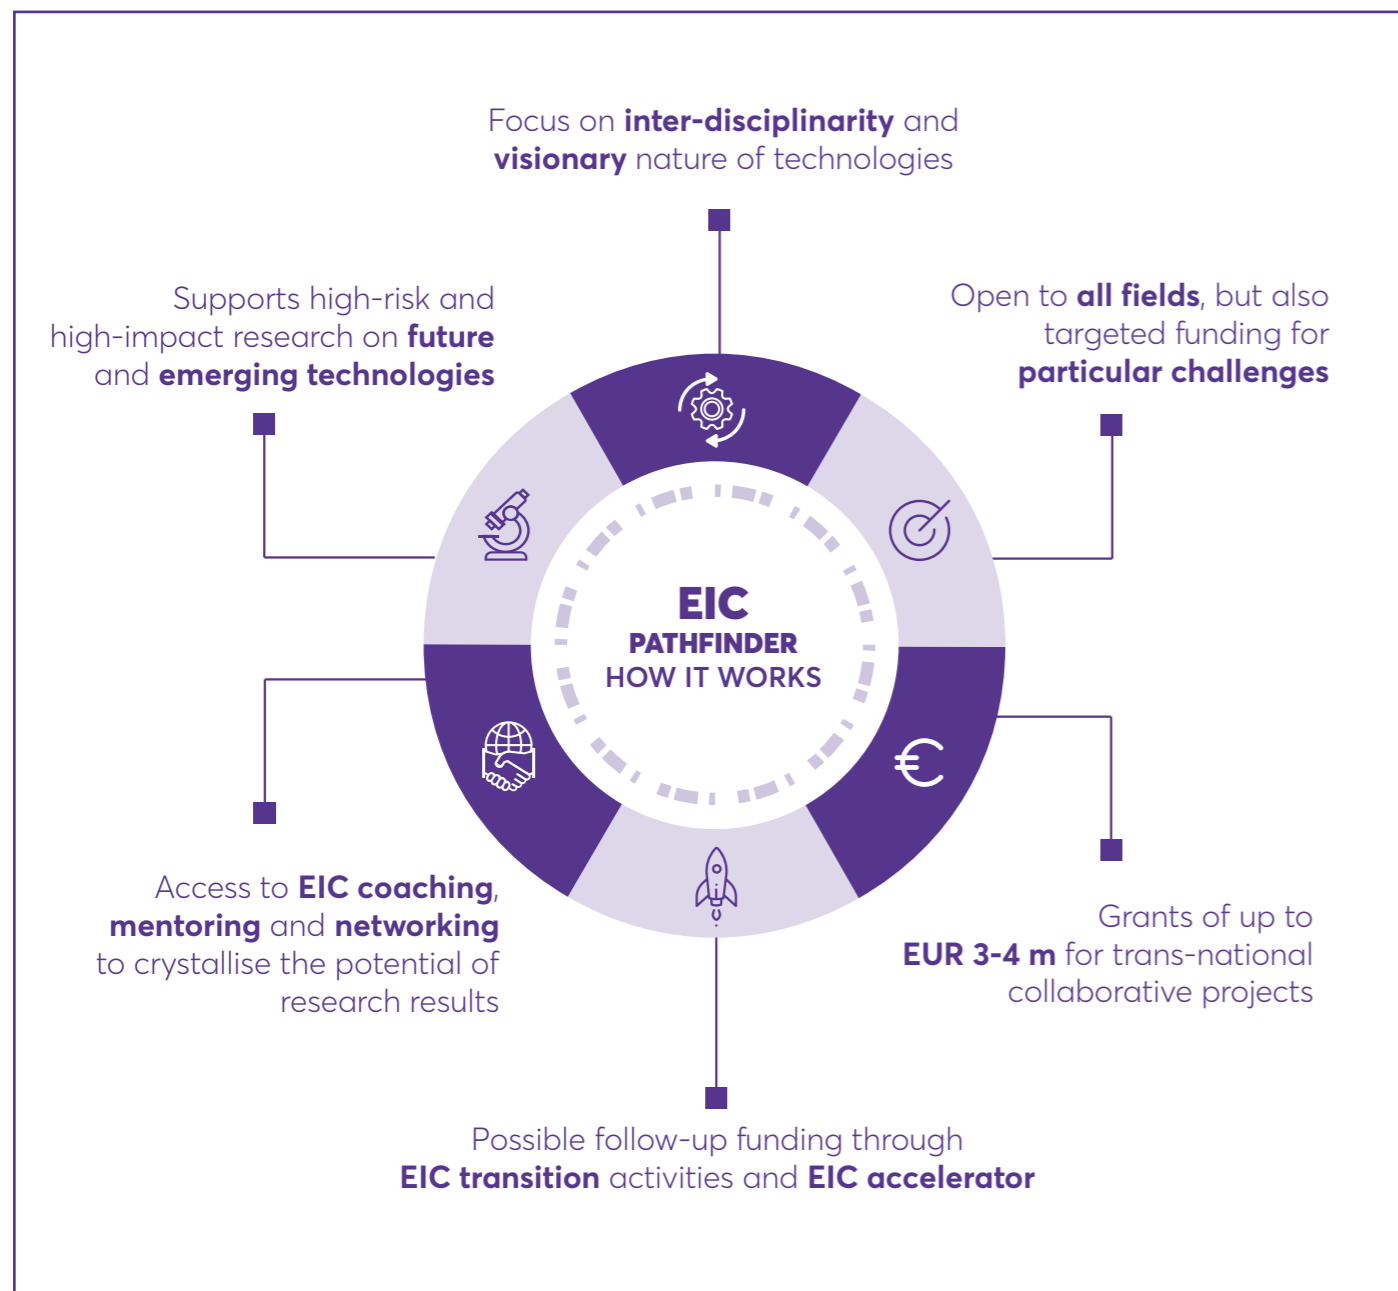 Focus on inter-disciplinarity and
visionary nature of technologies
Supports high-risk and
high-impact research on future
and emerging technologies
Open to all fields, but also
targeted funding for
particular challenges
EIC
PATHFINDER
HOW IT WORKS
€
Access to EIC coaching,
mentoring and networking
to crystallise the potential of
research results
Grants of up to
EUR 3-4 m for trans-national
collaborative projects
Possible follow-up funding through
EIC transition activities and EIC accelerator